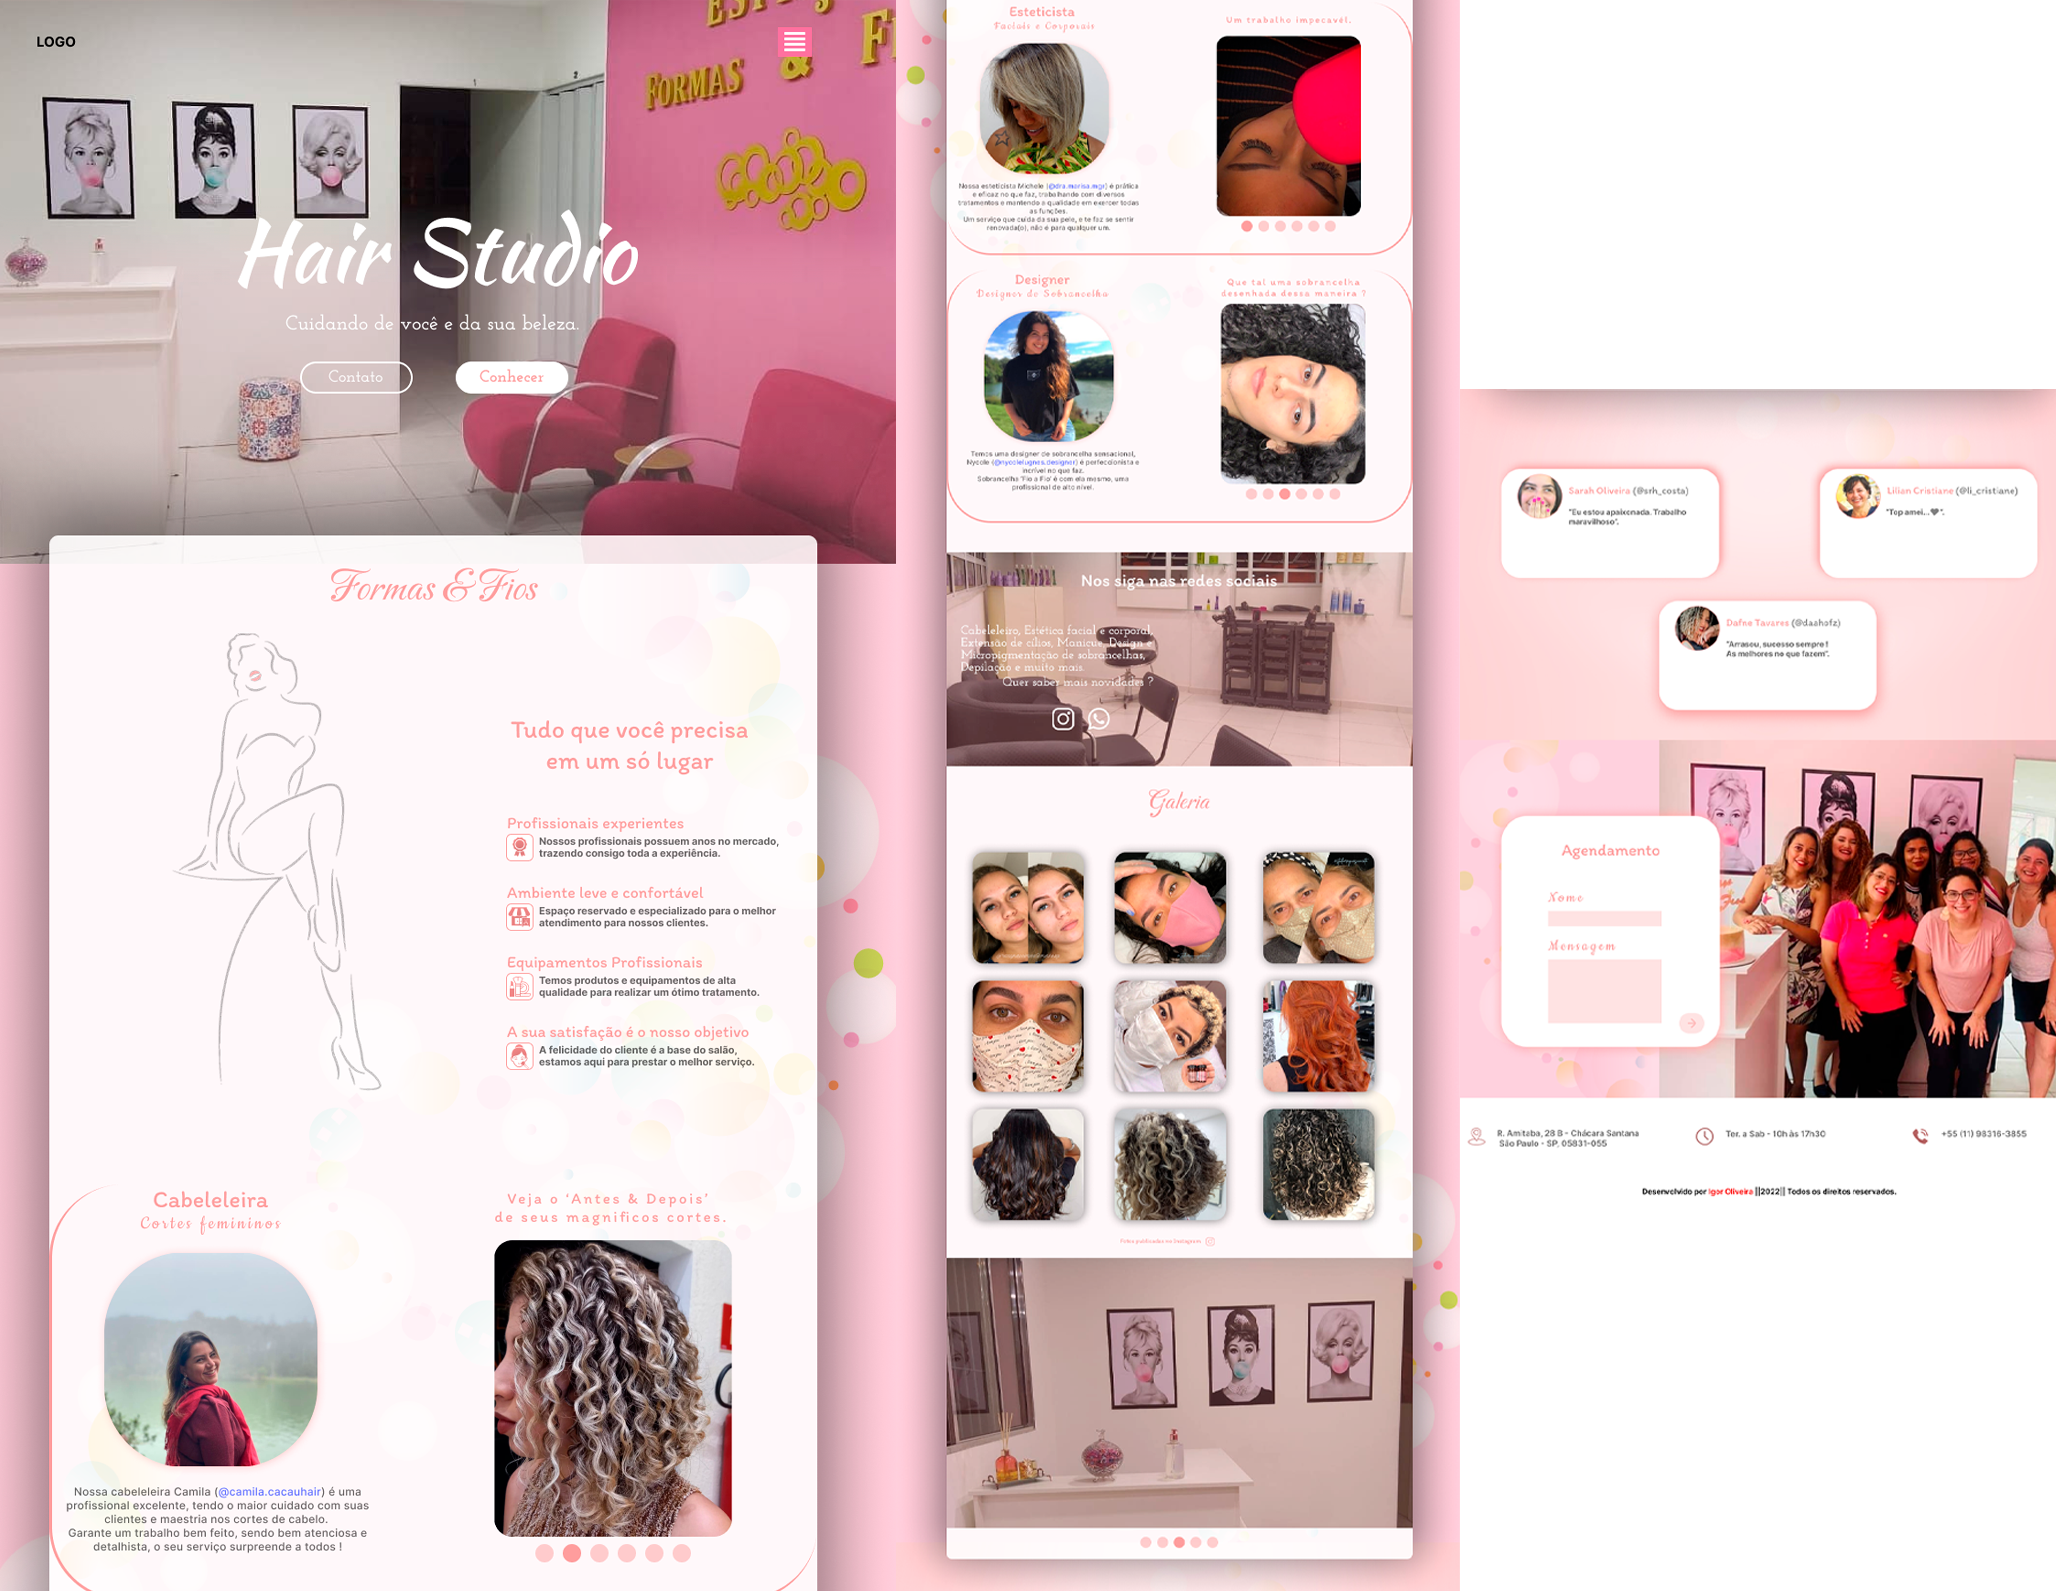 LOGO
FORMAS & F
Hair Studio
Cuidando de você e da sua beleza.
Contato
Conhecer
Formas & Fios
Tudo que você precisa
em um só lugar
Profissionais experientes
Nossos profissionais possuem anos no mercado,
trazendo consigo toda a experiência.
Ambiente leve e confortável
Espaço reservado e especializado para o melhor
atendimento para nossos clientes.
Equipamentos Profissionais
Temos produtos e equipamentos de alta
qualidade para realizar um ótimo tratamento.
A sua satisfação é o nosso objetivo
A felicidade do cliente é a base do salão,
estamos aqui para prestar o melhor serviço.
Cabeleleira
Cortes femininos
Nossa cabeleleira Camila (@camila.cacauhair) é uma
profissional excelente, tendo o maior cuidado com suas
clientes e maestria nos cortes de cabelo.
Garante um trabalho bem feito, sendo bem atenciosa e
detalhista, o seu serviço surpreende a todos !
Veja o ‘Antes & Depois’
de seus magníficos cortes.
Esteticista
Faciais e Corporais
Nossa esteticista Michele (@dra.marisa.mgr) é prática
e eficaz no que faz, trabalhando com diversos
tratamentos e mantendo a qualidade em exercer todas
as funções.
Um serviço que cuida da sua pele, e te faz se sentir
renovada(o), não é para qualquer um.
Um trabalho impecavél.
Designer
Designer de Sobrancelha
Temos uma designer de sobrancelha sensacional,
incrível no que faz.
Sobrancelha 'Fio a Fio' é com ela mesmo, uma
profissional de alto nível.
Que tal uma sobrancelha
desenhada dessa maneira ?
Nos siga nas redes sociais
Cabeleleiro, Estética facial e corporal,
Extensão de cílios, Manicure, Design e
Micropigmentação de sobrancelhas,
Depilação e muito mais.
Quer saber mais novidades ?
Galeria
Fotos publicadas no Instagram
Sarah Oliveira (@srh_costa)
"Eu estou apaixonada. Trabalho
maravilhoso".
Lilian Cristiane (@li_cristiane)
"Top amei...🖤".
Dafne Tavares (@daahofz)
"Arrasou, sucesso sempre !
As melhores no que fazem".
Agendamento
Nome
Mensagem
R. Amitaba, 28 B - Chácara Santana
São Paulo - SP, 05831-055
Ter. a Sab - 10h às 17h30
+55 (11) 98316-3855
Desenvolvido por Igor Oliveira ||2022|| Todos os direitos reservados.